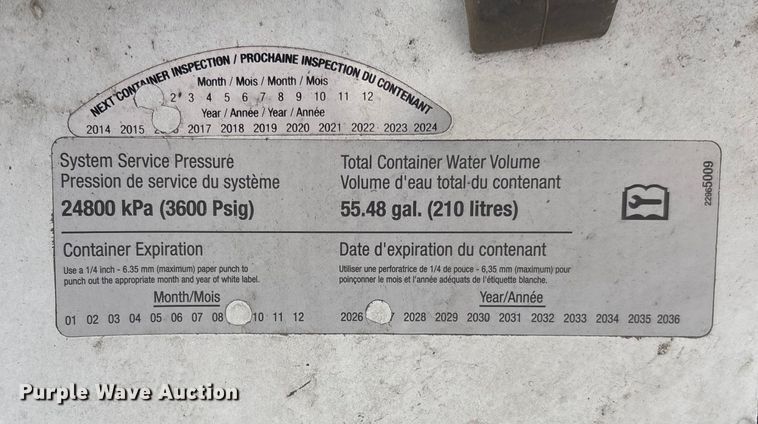 NEXT CONTAINER INSPECTION / PROCHAINE INSPECTION DU CONTENANT
Month / Mois / Month / Mois
2 3 4 5 6 7 8 9 10 11 12
Year / Année / Year / Année
2014 2015 2017 2018 2019 2020 2021 2022 2023 2024
System Service Pressure
Pression de service du système
24800 kPa (3600 Psig)
Total Container Water Volume
Volume d'eau total du contenant
55.48 gal. (210 litres)
22965009
Container Expiration
Use a 1/4 inch - 6.35 mm (maximum) paper punch to
punch out the appropriate month and year of white label.
Month/Mois
01 02 03 04 05 06 07 08 10 11 12
Date d'expiration du contenant
Utiliser une perforatrice de 1/4 de pouce - 6,35 mm (maximum) pour
poinçonner le mois et l'année adéquats de l'étiquette blanche.
Year/Année
2026 2028 2029 2030 2031 2032 2033 2034 2035 2036
Purple Wave Auction